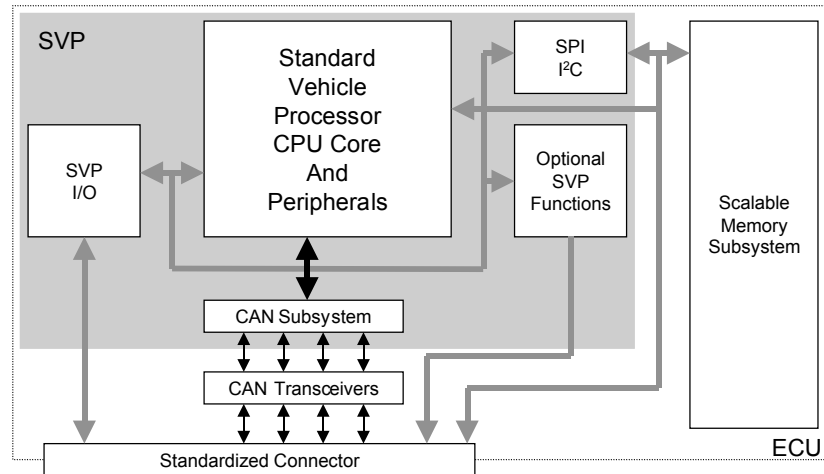 SVP
Standard
Vehicle
Processor
CPU Core
And
Peripherals
SPI
I²C
SVP
I/O
Optional
SVP
Functions
Scalable
Memory
Subsystem
CAN Subsystem
CAN Transceivers
Standardized Connector
ECU